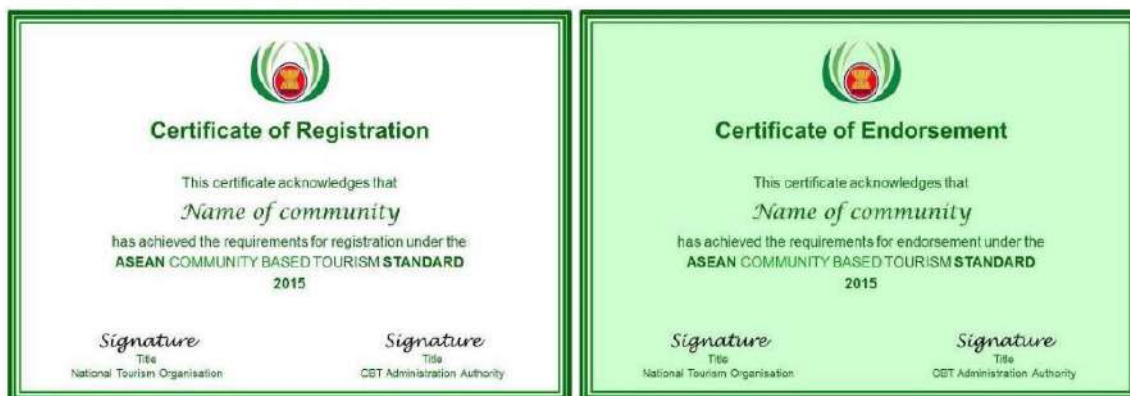 Certificate of Registration
This certificate acknowledges that
Name of community
has achieved the requirements for registration under the
ASEAN COMMUNITY BASED TOURISM STANDARD
2015
Signature
Title
National Tourism Organisation
Signature
Title
CBT Administration Authority
Certificate of Endorsement
This certificate acknowledges that
Name of community
has achieved the requirements for endorsement under the
ASEAN COMMUNITY BASED TOURISM STANDARD
2015
Signature
Title
National Tourism Organisation
Signature
Title
CBT Administration Authority